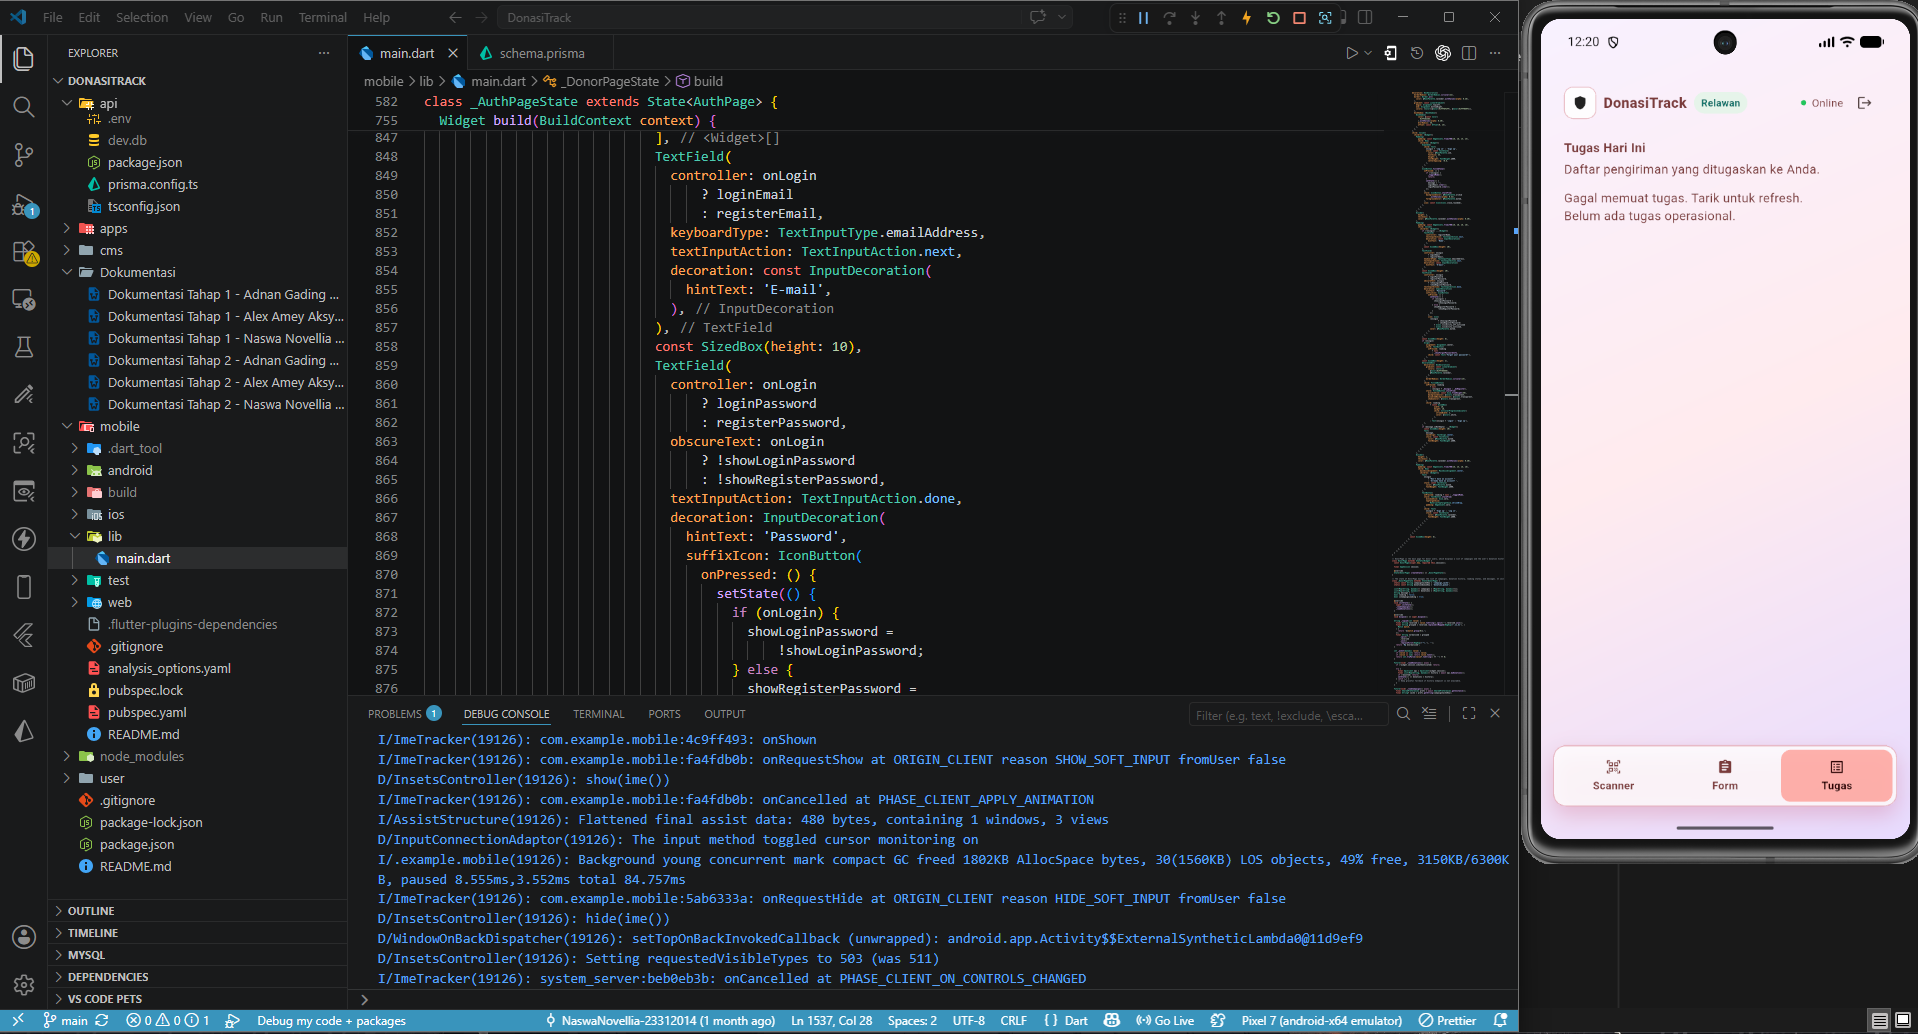 File Edit Selection View Go Run Terminal Help
DonasiTrack
EXPLORER
DONASITRACK
api
.env
dev.db
package.json
prisma.config.ts
tsconfig.json
apps
cms
Dokumentasi
Dokumentasi Tahap 1 - Adnan Gading ...
Dokumentasi Tahap 1 - Alex Amey Aksy...
Dokumentasi Tahap 1 - Naswa Novellia ...
Dokumentasi Tahap 2 - Adnan Gading ...
Dokumentasi Tahap 2 - Alex Amey Aksy...
Dokumentasi Tahap 2 - Naswa Novellia ...
mobile
.dart_tool
android
build
ios
lib
main.dart
test
web
.flutter-plugins-dependencies
.gitignore
analysis_options.yaml
pubspec.lock
pubspec.yaml
README.md
node_modules
user
.gitignore
package-lock.json
package.json
README.md
OUTLINE
TIMELINE
MYSQL
DEPENDENCIES
VS CODE PETS
main.dart
schema.prisma
mobile > lib > main.dart > _DonorPageState > build
582 class _AuthPageState extends State<AuthPage> {
755 Widget build(BuildContext context) {
847 ], // <Widget>[]
848 TextField(
849 controller: onLogin
850 ? loginEmail
851 : registerEmail,
852 keyboardType: TextInputType.emailAddress,
853 textInputAction: TextInputAction.next,
854 decoration: const InputDecoration(
855 hintText: 'E-mail',
856 ), // InputDecoration
857 ), // TextField
858 const SizedBox(height: 10),
859 TextField(
860 controller: onLogin
861 ? loginPassword
862 : registerPassword,
863 obscureText: onLogin
864 ? !showLoginPassword
865 : !showRegisterPassword,
866 textInputAction: TextInputAction.done,
867 decoration: InputDecoration(
868 hintText: 'Password',
869 suffixIcon: IconButton(
870 onPressed: () {
871 setState(() {
872 if (onLogin) {
873 showLoginPassword =
874 !showLoginPassword;
875 } else {
876 showRegisterPassword =
PROBLEMS 1 DEBUG CONSOLE TERMINAL PORTS OUTPUT
Filter (e.g. text, !exclude, \esca...
I/ImeTracker(19126): com.example.mobile:4c9ff493: onShown
I/ImeTracker(19126): com.example.mobile:fa4fdb0b: onRequestShow at ORIGIN_CLIENT reason SHOW_SOFT_INPUT fromUser false
D/InsetsController(19126): show(ime())
I/ImeTracker(19126): com.example.mobile:fa4fdb0b: onCancelled at PHASE_CLIENT_APPLY_ANIMATION
I/AssistStructure(19126): Flattened final assist data: 480 bytes, containing 1 windows, 3 views
D/InputConnectionAdaptor(19126): The input method toggled cursor monitoring on
I/.example.mobile(19126): Background young concurrent mark compact GC freed 1802KB AllocSpace bytes, 30(1560KB) LOS objects, 49% free, 3150KB/6300K
B, paused 8.555ms,3.552ms total 84.757ms
I/ImeTracker(19126): com.example.mobile:5ab6333a: onRequestHide at ORIGIN_CLIENT reason HIDE_SOFT_INPUT fromUser false
D/InsetsController(19126): hide(ime())
D/WindowOnBackDispatcher(19126): setTopOnBackInvokedCallback (unwrapped): android.app.Activity$$ExternalSyntheticLambda0@11d9ef9
D/InsetsController(19126): Setting requestedVisibleTypes to 503 (was 511)
I/ImeTracker(19126): system_server:beb0eb3b: onCancelled at PHASE_CLIENT_ON_CONTROLS_CHANGED
main 0 0 1 Debug my code + packages NaswaNovellia-23312014 (1 month ago) Ln 1537, Col 28 Spaces: 2 UTF-8 CRLF { } Dart Go Live Pixel 7 (android-x64 emulator) Prettier
1
12:20
DonasiTrack Relawan Online
Tugas Hari Ini
Daftar pengiriman yang ditugaskan ke Anda.
Gagal memuat tugas. Tarik untuk refresh.
Belum ada tugas operasional.
Scanner Form Tugas